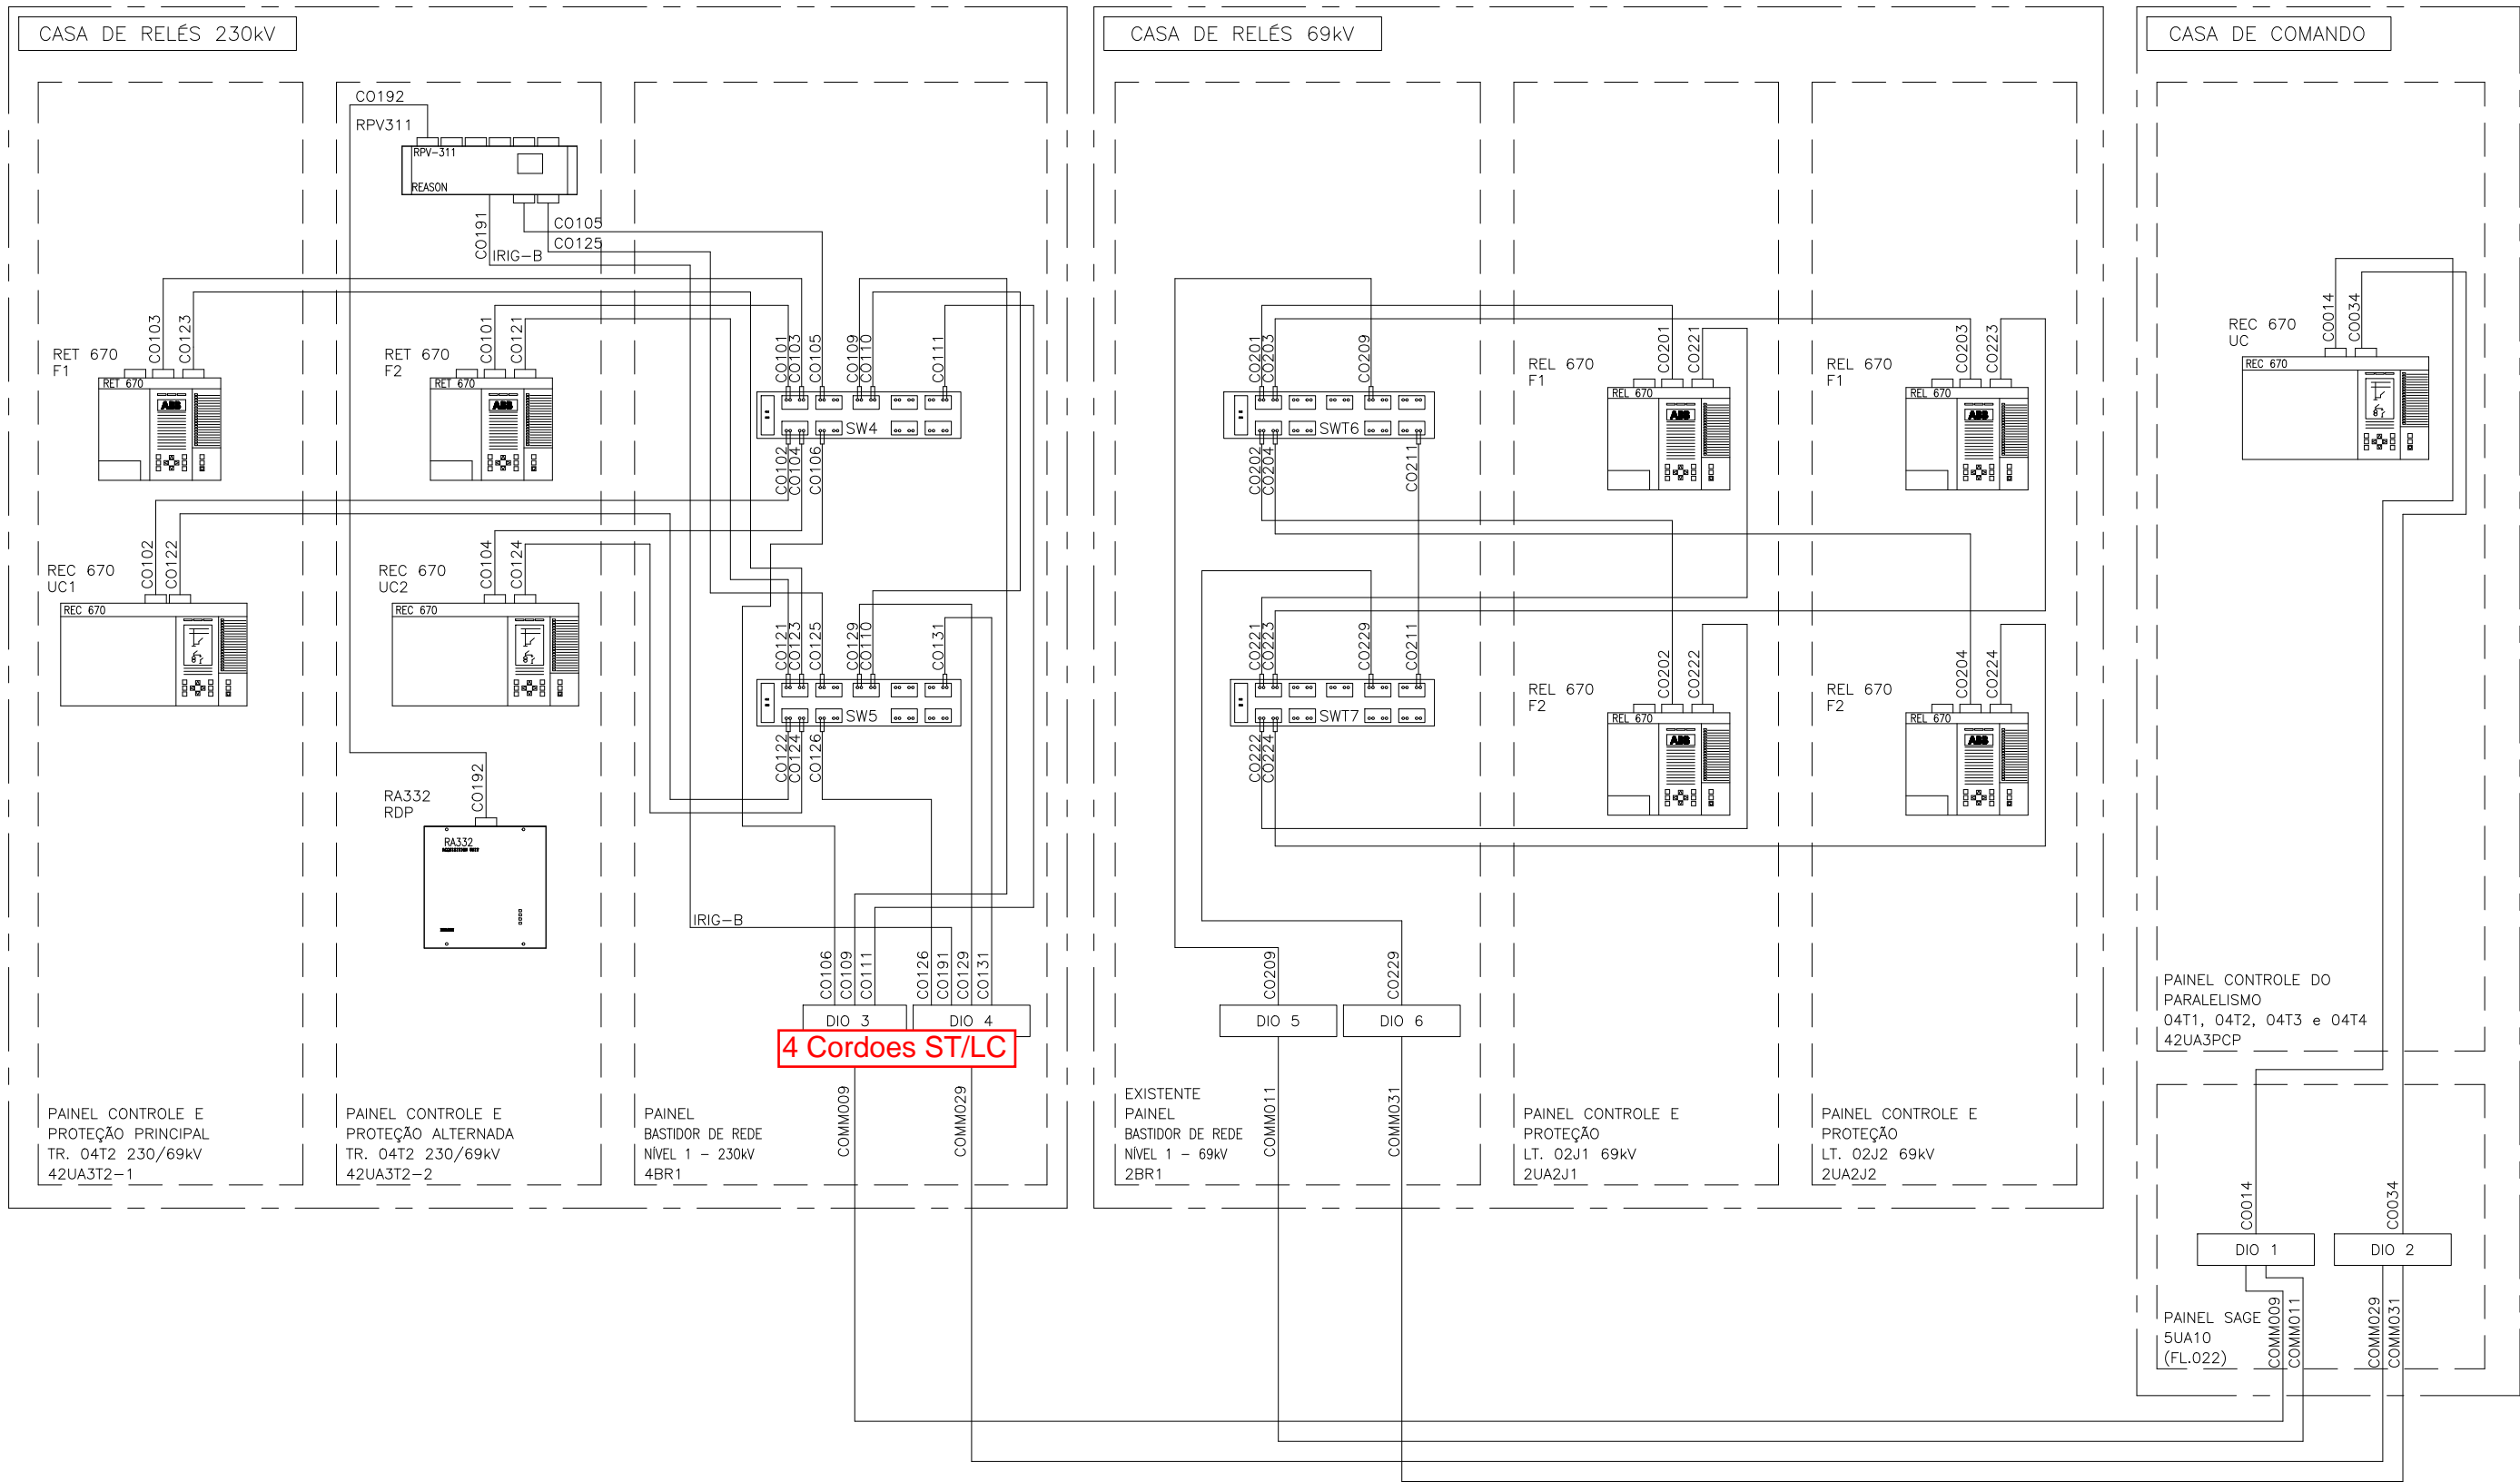 CASA DE RELÉS 230kV
CO192
RPV311
RPV-311
REASON
CO191
IRIG-B
CO105
CO125
CO103
CO123
RET 670
F1
RET 670
ABB
CO101
CO121
RET 670
F2
RET 670
ABB
CO101
CO103
CO105
CO109
CO110
CO111
SW4
CO102
CO104
CO106
CO102
CO122
REC 670
UC1
REC 670
CO104
CO124
REC 670
UC2
REC 670
CO121
CO123
CO125
CO129
CO110
CO131
SW5
CO122
CO124
CO126
CO192
RA332
RDP
RA332
IRIG-B
CO106
CO109
CO111
CO126
CO191
CO129
CO131
DIO 3
DIO 4
4 Cordoes ST/LC
COMM009
COMM029
PAINEL CONTROLE E
PROTEÇÃO PRINCIPAL
TR. 04T2 230/69kV
42UA3T2-1
PAINEL CONTROLE E
PROTEÇÃO ALTERNADA
TR. 04T2 230/69kV
42UA3T2-2
PAINEL
BASTIDOR DE REDE
NÍVEL 1 - 230kV
4BR1
CASA DE RELÉS 69kV
CO201
CO203
CO209
SWT6
CO202
CO204
CO211
CO201
CO221
REL 670
F1
REL 670
ABB
CO203
CO223
REL 670
F1
REL 670
ABB
CO221
CO223
CO229
CO211
SWT7
CO222
CO224
CO202
CO222
REL 670
F2
REL 670
ABB
CO204
CO224
REL 670
F2
REL 670
ABB
CO209
CO229
DIO 5
DIO 6
COMM011
COMM031
EXISTENTE
PAINEL
BASTIDOR DE REDE
NÍVEL 1 - 69kV
2BR1
PAINEL CONTROLE E
PROTEÇÃO
LT. 02J1 69kV
2UA2J1
PAINEL CONTROLE E
PROTEÇÃO
LT. 02J2 69kV
2UA2J2
CASA DE COMANDO
CO014
CO034
REC 670
UC
REC 670
PAINEL CONTROLE DO
PARALELISMO
04T1, 04T2, 04T3 e 04T4
42UA3PCP
CO014
CO034
DIO 1
DIO 2
PAINEL SAGE
5UA10
(FL.022)
COMM009
COMM011
COMM029
COMM031